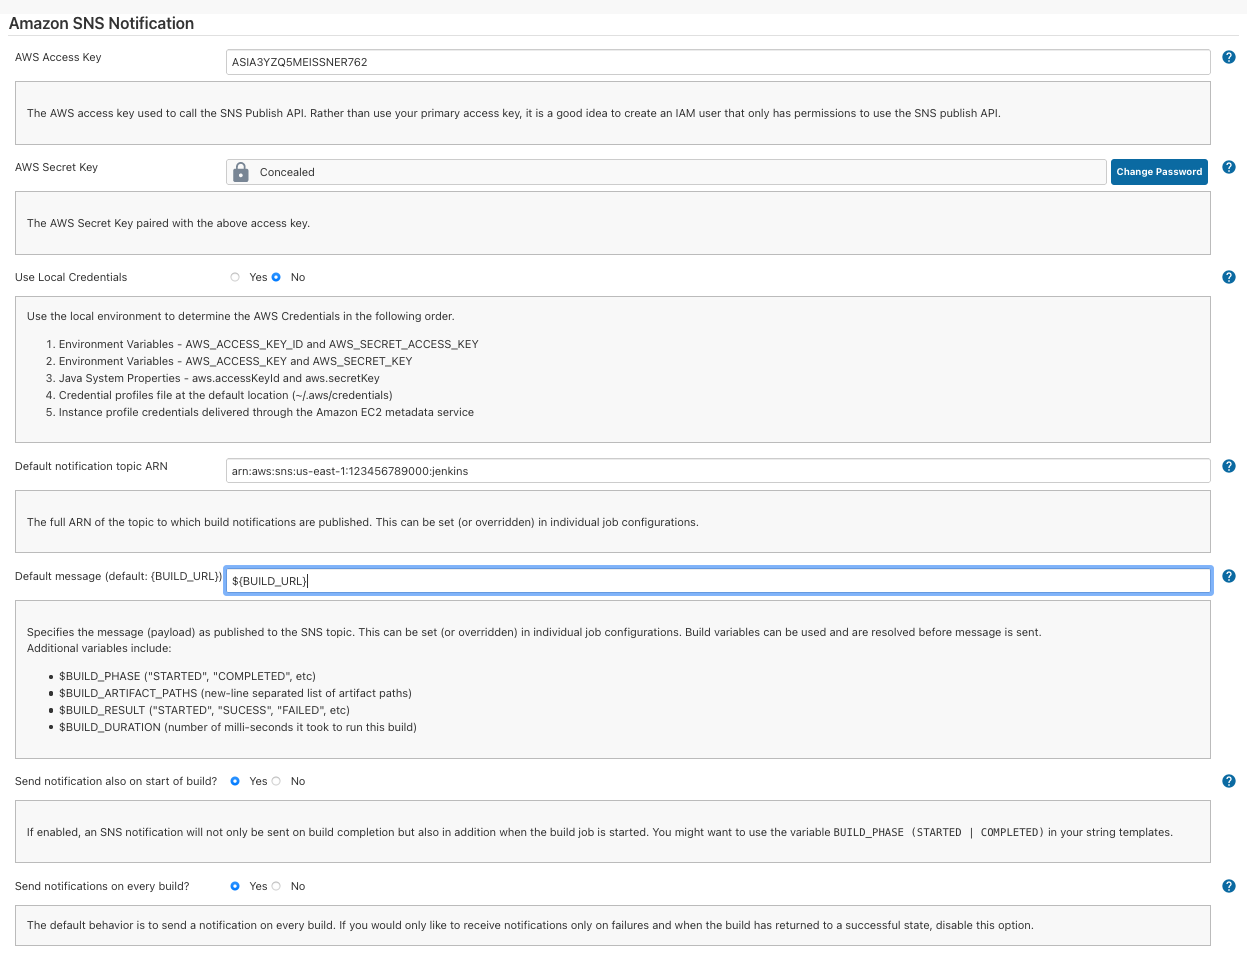 Amazon SNS Notification
AWS Access Key
ASIA3YZQ5MEISSNER762
The AWS access key used to call the SNS Publish API. Rather than use your primary access key, it is a good idea to create an IAM user that only has permissions to use the SNS publish API.
AWS Secret Key
Concealed
Change Password
The AWS Secret Key paired with the above access key.
Use Local Credentials
Yes No
Use the local environment to determine the AWS Credentials in the following order.
1. Environment Variables - AWS_ACCESS_KEY_ID and AWS_SECRET_ACCESS_KEY
2. Environment Variables - AWS_ACCESS_KEY and AWS_SECRET_KEY
3. Java System Properties - aws.accessKeyId and aws.secretKey
4. Credential profiles file at the default location (~/.aws/credentials)
5. Instance profile credentials delivered through the Amazon EC2 metadata service
Default notification topic ARN
arn:aws:sns:us-east-1:123456789000:jenkins
The full ARN of the topic to which build notifications are published. This can be set (or overridden) in individual job configurations.
Default message (default: {BUILD_URL})
${BUILD_URL}
Specifies the message (payload) as published to the SNS topic. This can be set (or overridden) in individual job configurations. Build variables can be used and are resolved before message is sent.
Additional variables include:
• $BUILD_PHASE ("STARTED", "COMPLETED", etc)
• $BUILD_ARTIFACT_PATHS (new-line separated list of artifact paths)
• $BUILD_RESULT ("STARTED", "SUCESS", "FAILED", etc)
• $BUILD_DURATION (number of milli-seconds it took to run this build)
Send notification also on start of build?
Yes No
If enabled, an SNS notification will not only be sent on build completion but also in addition when the build job is started. You might want to use the variable BUILD_PHASE (STARTED | COMPLETED) in your string templates.
Send notifications on every build?
Yes No
The default behavior is to send a notification on every build. If you would only like to receive notifications only on failures and when the build has returned to a successful state, disable this option.